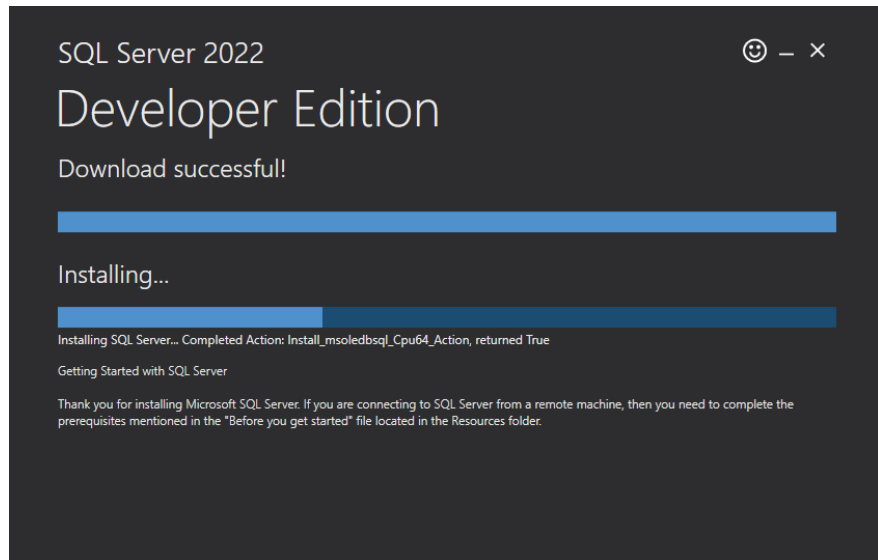 SQL Server 2022
Developer Edition
Download successful!
Installing...
Installing SQL Server... Completed Action: Install_msoledbsql_Cpu64_Action, returned True
Getting Started with SQL Server
Thank you for installing Microsoft SQL Server. If you are connecting to SQL Server from a remote machine, then you need to complete the
prerequisites mentioned in the "Before you get started" file located in the Resources folder.